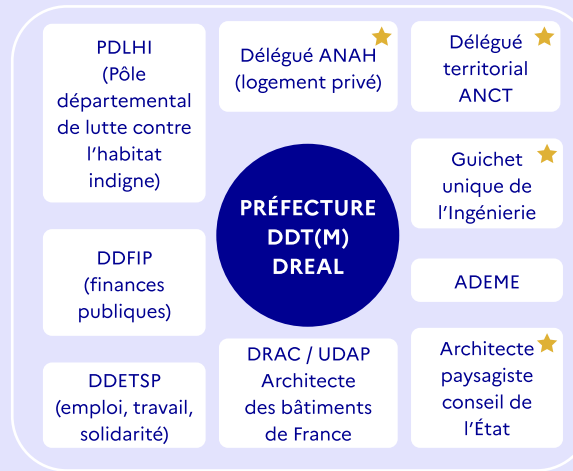 PDLHI
(Pôle
départemental
de lutte contre
l'habitat
indigne)
Délégué ANAH
(logement privé)
Délégué
territorial
ANCT
Guichet
unique de
l'Ingénierie
PRÉFECTURE
DDT(M)
DREAL
DDFIP
(finances
publiques)
ADEME
DDETSP
(emploi, travail,
solidarité)
DRAC / UDAP
Architecte
des bâtiments
de France
Architecte
paysagiste
conseil de
l'État